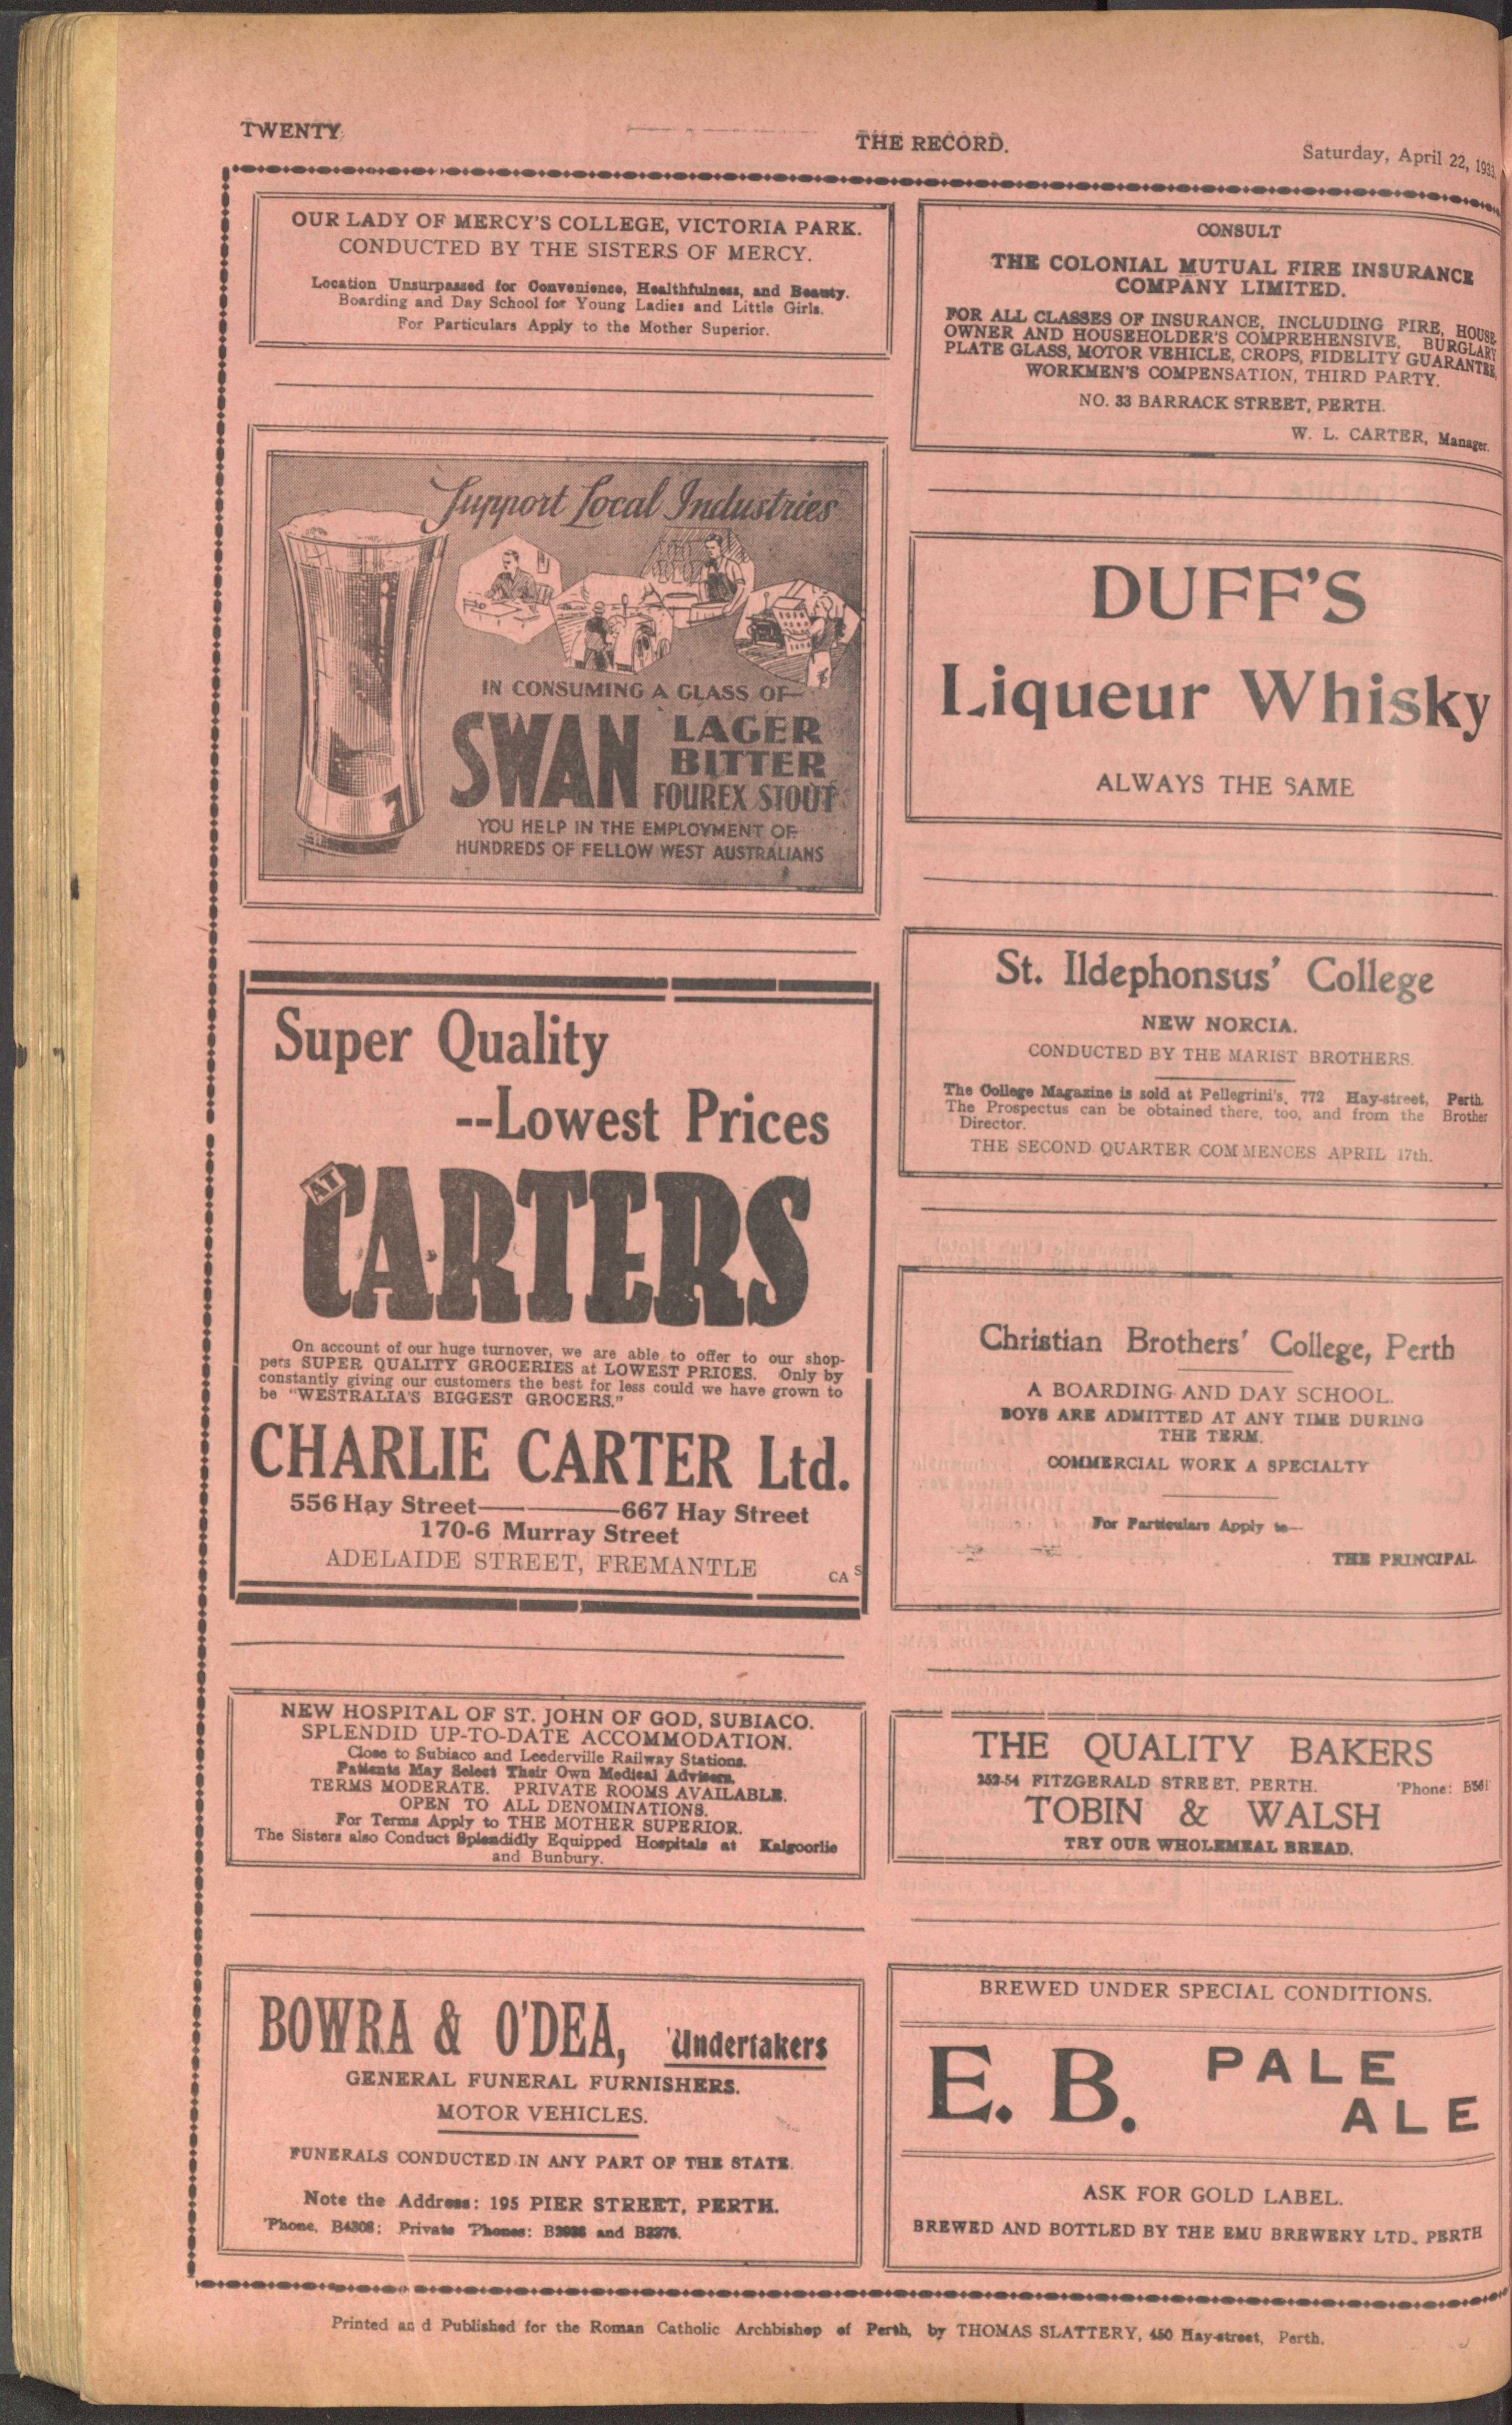 TWENTY
THE RECORD.
Saturday, April 22, 1933.
OUR LADY OF MERCY'S COLLEGE, VICTORIA PARK.
CONDUCTED BY THE SISTERS OF MERCY.
Location Unsurpassed for Convenience, Healthfulness, and Beauty.
Boarding and Day School for Young Ladies and Little Girls.
For Particulars Apply to the Mother Superior.
Support Local Industries
IN CONSUMING A GLASS OF—
SWAN LAGER
BITTER
FOUREX STOUT
YOU HELP IN THE EMPLOYMENT OF
HUNDREDS OF FELLOW WEST AUSTRALIANS
Super Quality
--Lowest Prices
AT
CARTERS
On account of our huge turnover, we are able to offer to our shop-
pers SUPER QUALITY GROCERIES at LOWEST PRICES. Only by
constantly giving our customers the best for less could we have grown to
be "WESTRALIA'S BIGGEST GROCERS."
CHARLIE CARTER Ltd.
556 Hay Street— —667 Hay Street
170-6 Murray Street
ADELAIDE STREET, FREMANTLE
CA S
NEW HOSPITAL OF ST. JOHN OF GOD, SUBIACO.
SPLENDID UP-TO-DATE ACCOMMODATION.
Close to Subiaco and Leederville Railway Stations.
Patients May Select Their Own Medical Advisers.
TERMS MODERATE. PRIVATE ROOMS AVAILABLE.
OPEN TO ALL DENOMINATIONS.
For Terms Apply to THE MOTHER SUPERIOR.
The Sisters also Conduct Splendidly Equipped Hospitals at Kalgoorlie
and Bunbury.
BOWRA & O'DEA, Undertakers
GENERAL FUNERAL FURNISHERS.
MOTOR VEHICLES.
FUNERALS CONDUCTED IN ANY PART OF THE STATE.
Note the Address: 195 PIER STREET, PERTH.
'Phone, B4308; Private 'Phones: and B2376.
CONSULT
THE COLONIAL MUTUAL FIRE INSURANCE
COMPANY LIMITED.
FOR ALL CLASSES OF INSURANCE, INCLUDING FIRE, HOUSE
OWNER AND HOUSEHOLDER'S COMPREHENSIVE, BURGLARY
PLATE GLASS, MOTOR VEHICLE, CROPS, FIDELITY GUARANTEE,
WORKMEN'S COMPENSATION, THIRD PARTY.
NO. 33 BARRACK STREET, PERTH.
W. L. CARTER, Manager.
DUFF'S
Liqueur Whisky
ALWAYS THE SAME
St. Ildephonsus' College
NEW NORCIA.
CONDUCTED BY THE MARIST BROTHERS.
The College Magazine is sold at Pellegrini's, 772 Hay-street, Perth.
The Prospectus can be obtained there, too, and from the Brother
Director.
THE SECOND QUARTER COMMENCES APRIL 17th.
Christian Brothers' College, Perth
A BOARDING AND DAY SCHOOL.
BOYS ARE ADMITTED AT ANY TIME DURING
THE TERM.
COMMERCIAL WORK A SPECIALTY
For Particulars Apply to—
THE PRINCIPAL.
THE QUALITY BAKERS
252-54 FITZGERALD STREET, PERTH. 'Phone:
TOBIN & WALSH
TRY OUR WHOLEMEAL BREAD.
BREWED UNDER SPECIAL CONDITIONS.
E. B. PALE
ALE
ASK FOR GOLD LABEL.
BREWED AND BOTTLED BY THE EMU BREWERY LTD., PERTH
Printed and Published for the Roman Catholic Archbishop of Perth, by THOMAS SLATTERY, 450 Hay-street, Perth.